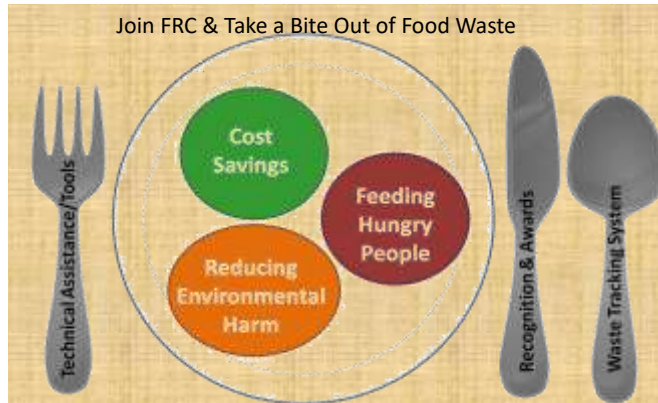 Join FRC & Take a Bite Out of Food Waste
Technical Assistance/Tools
Cost
Savings
Feeding
Hungry
People
Reducing
Environmental
Harm
Recognition & Awards
Waste Tracking System